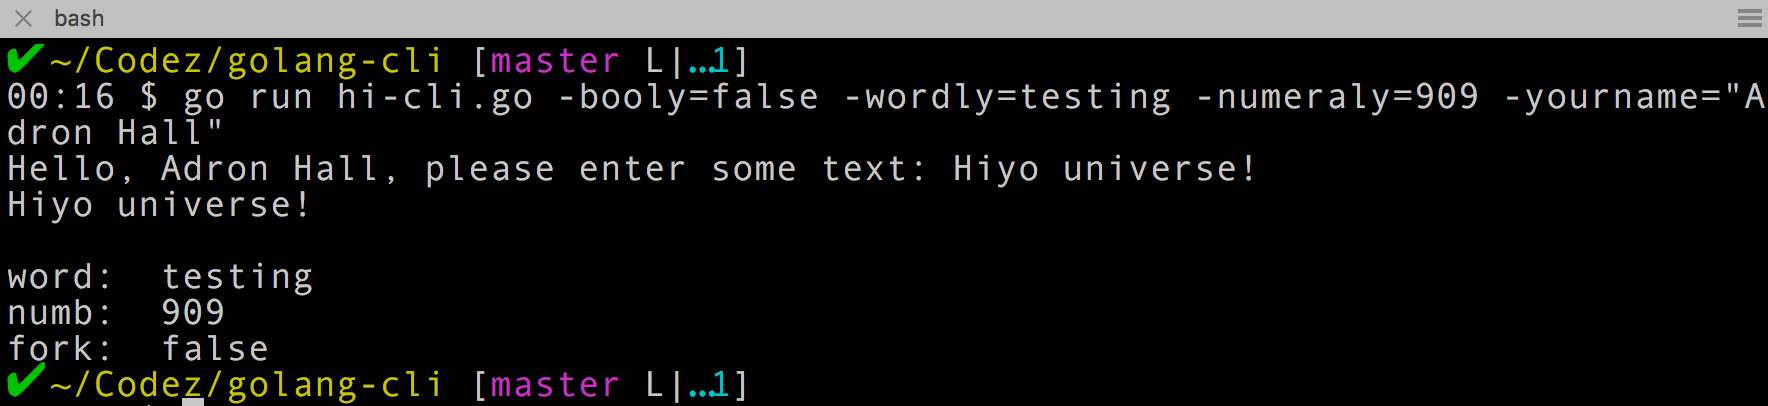 bash
✔ ~/Codez/golang-cli [master L|…1]
00:16 $ go run hi-cli.go -booly=false -wordly=testing -numeraly=909 -yourname="A
dron Hall"
Hello, Adron Hall, please enter some text: Hiyo universe!
Hiyo universe!
word:  testing
numb:  909
fork:  false
✔ ~/Codez/golang-cli [master L|…1]